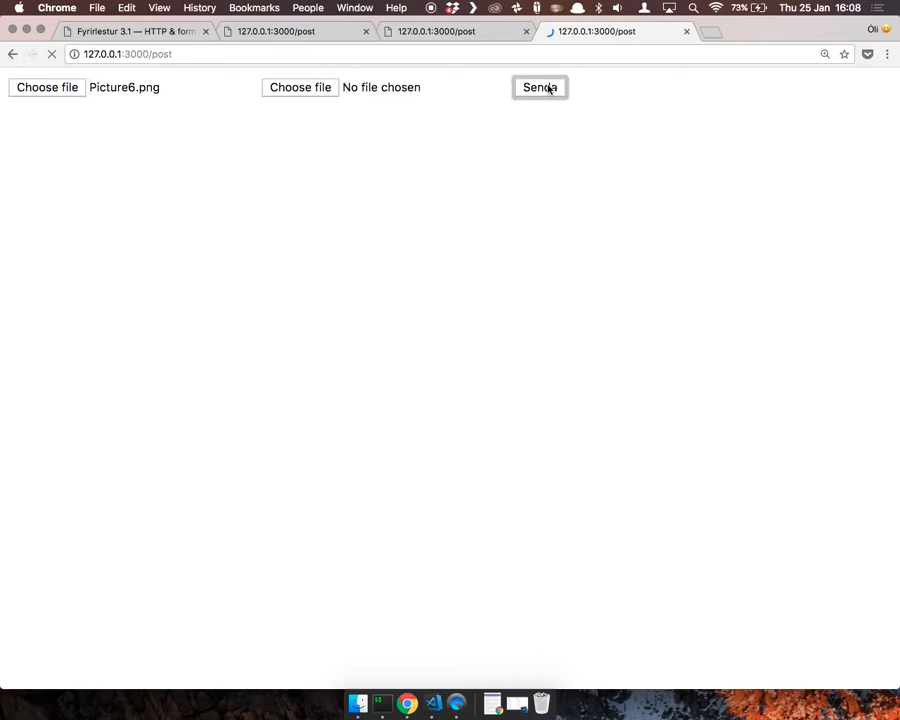 Chrome File Edit View History Bookmarks People Window Help 73% Thu 25 Jan 16:08
Fyrirlestur 3.1 — HTTP & form 127.0.0.1:3000/post 127.0.0.1:3000/post 127.0.0.1:3000/post Óli
127.0.0.1:3000/post
Choose file Picture6.png Choose file No file chosen Senda